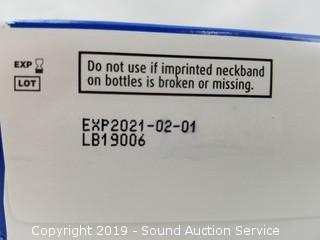 Do not use if imprinted neckband
on bottles is broken or missing.
EXP
LOT
EXP2021-02-01
LB19006
Copyright 2019 - Sound Auction Service